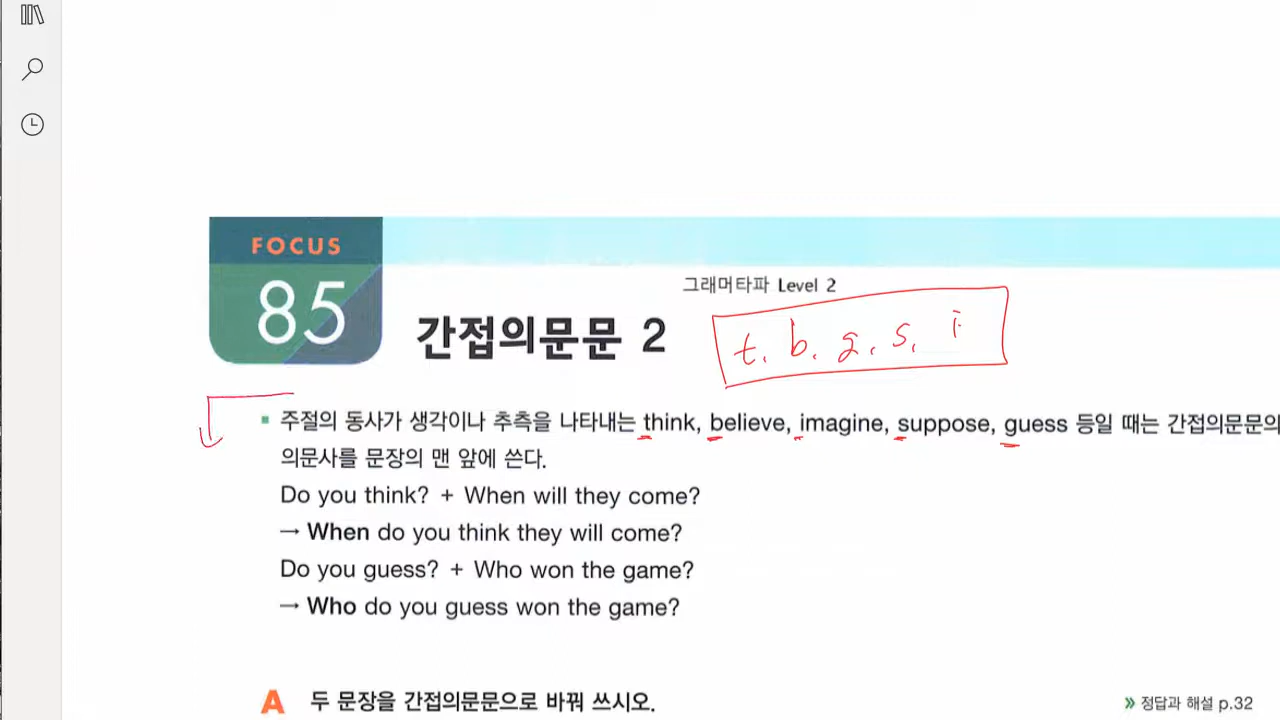 FOCUS
85
그래머타파 Level 2
간접의문문 2
t. b. g. s. i
▪ 주절의 동사가 생각이나 추측을 나타내는 think, believe, imagine, suppose, guess 등일 때는 간접의문문의
의문사를 문장의 맨 앞에 쓴다.
Do you think? + When will they come?
→ When do you think they will come?
Do you guess? + Who won the game?
→ Who do you guess won the game?
A 두 문장을 간접의문문으로 바꿔 쓰시오.
» 정답과 해설 p.32